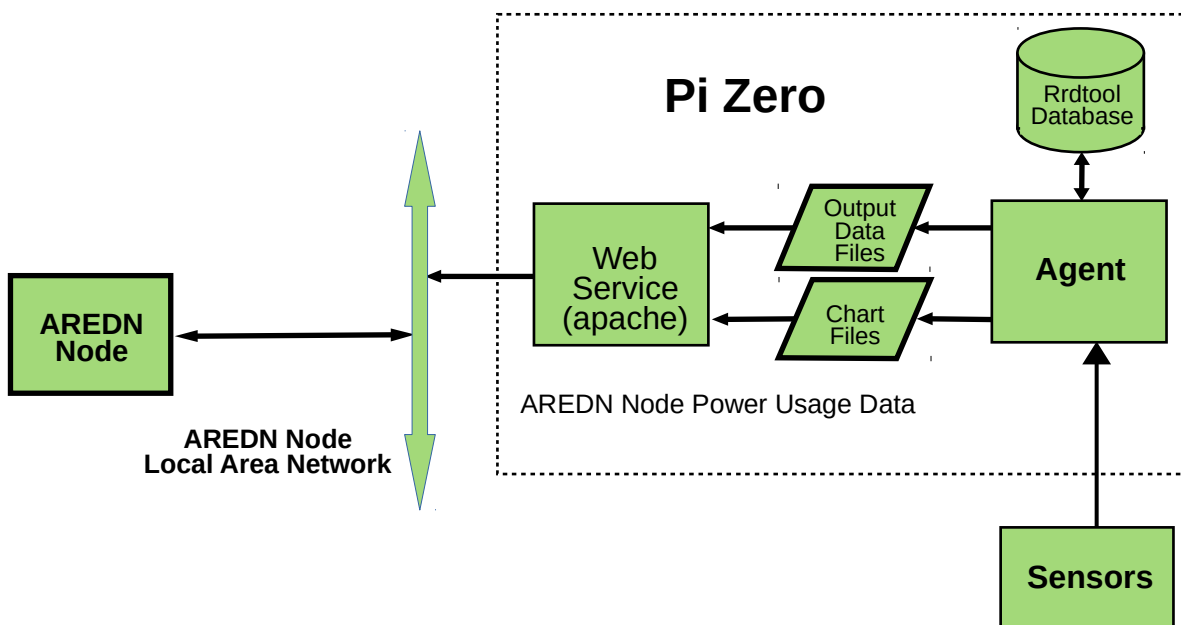 Pi Zero
Rrdtool
Database
Output
Data
Files
Web
Service
(apache)
Agent
AREDN
Node
Chart
Files
AREDN Node Power Usage Data
AREDN Node
Local Area Network
Sensors